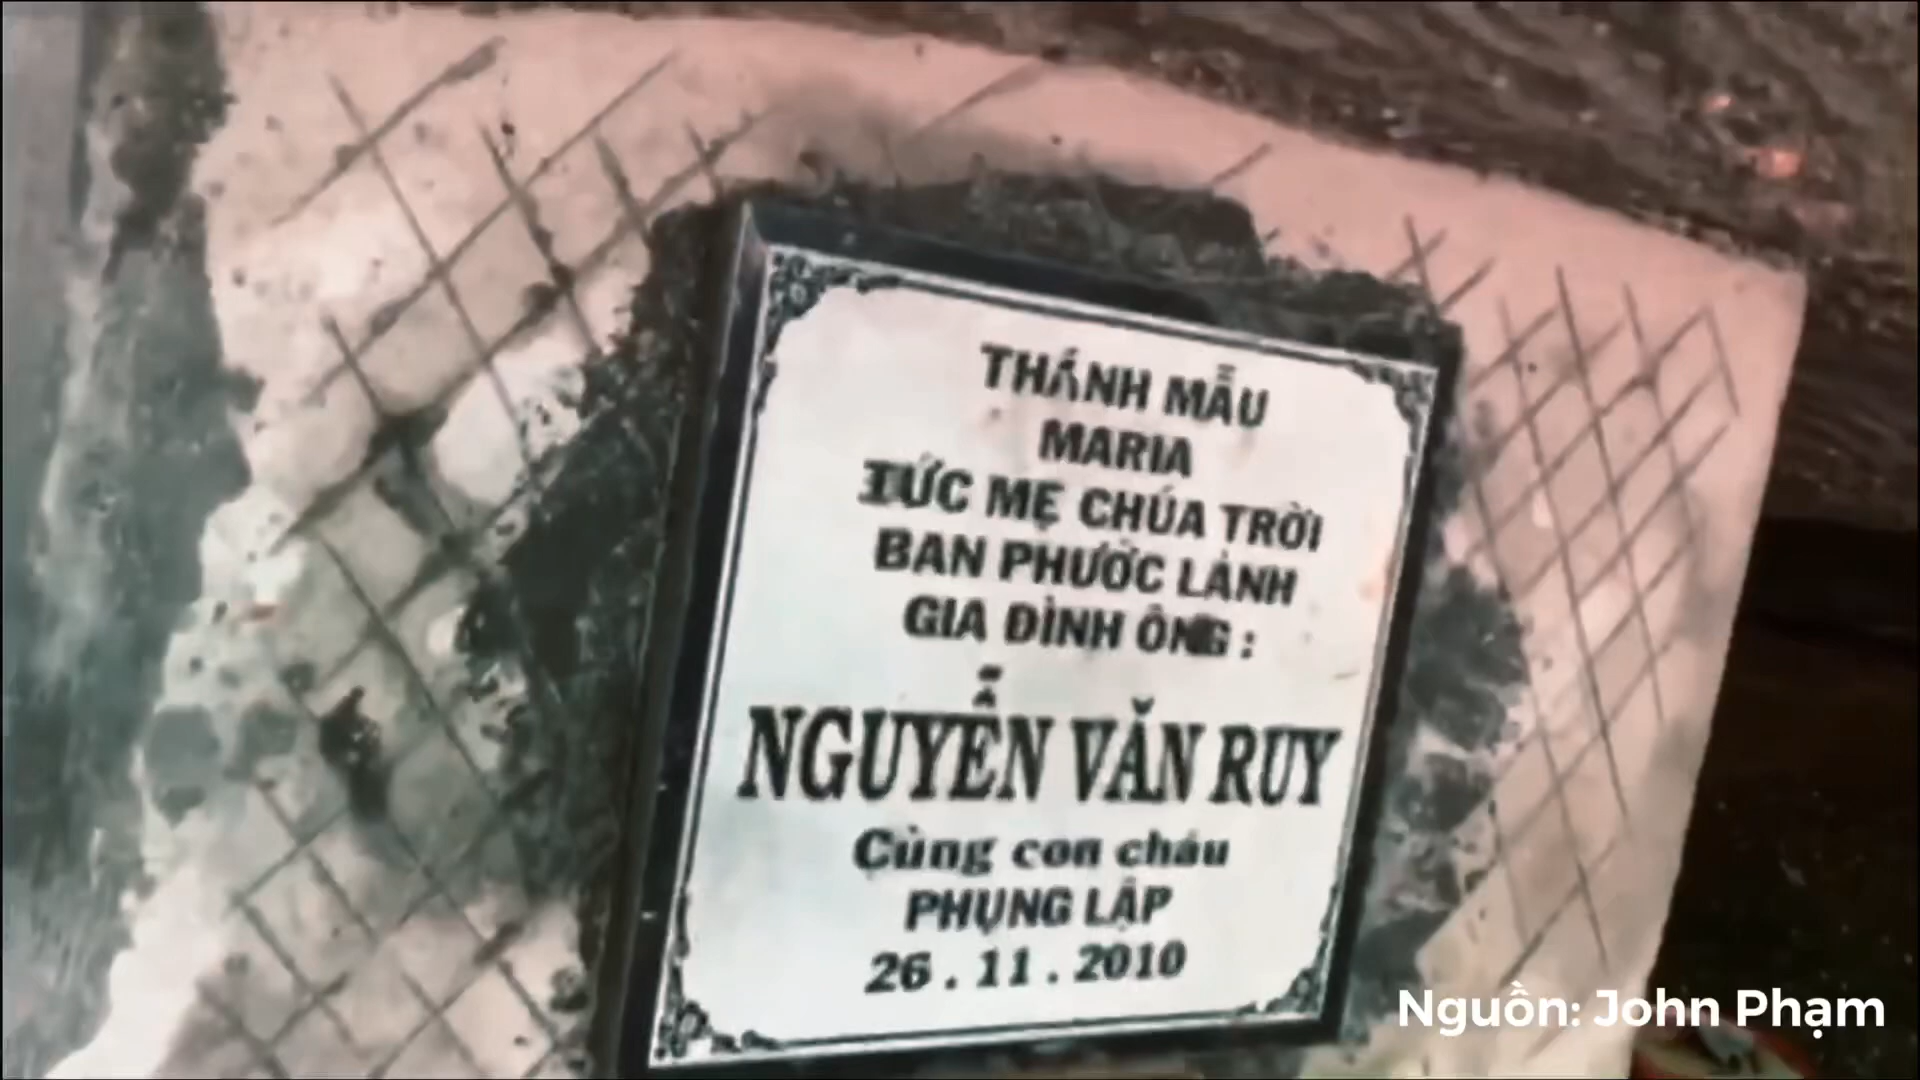 THÁNH MẪU
MARIA
TỨC MẸ CHÚA TRỜI
BAN PHƯỚC LÀNH
GIA ĐÌNH ÔNG :
NGUYỄN VĂN RUY
Cùng con cháu
PHỤNG LẬP
26 . 11 . 2010
Nguồn: John Phạm